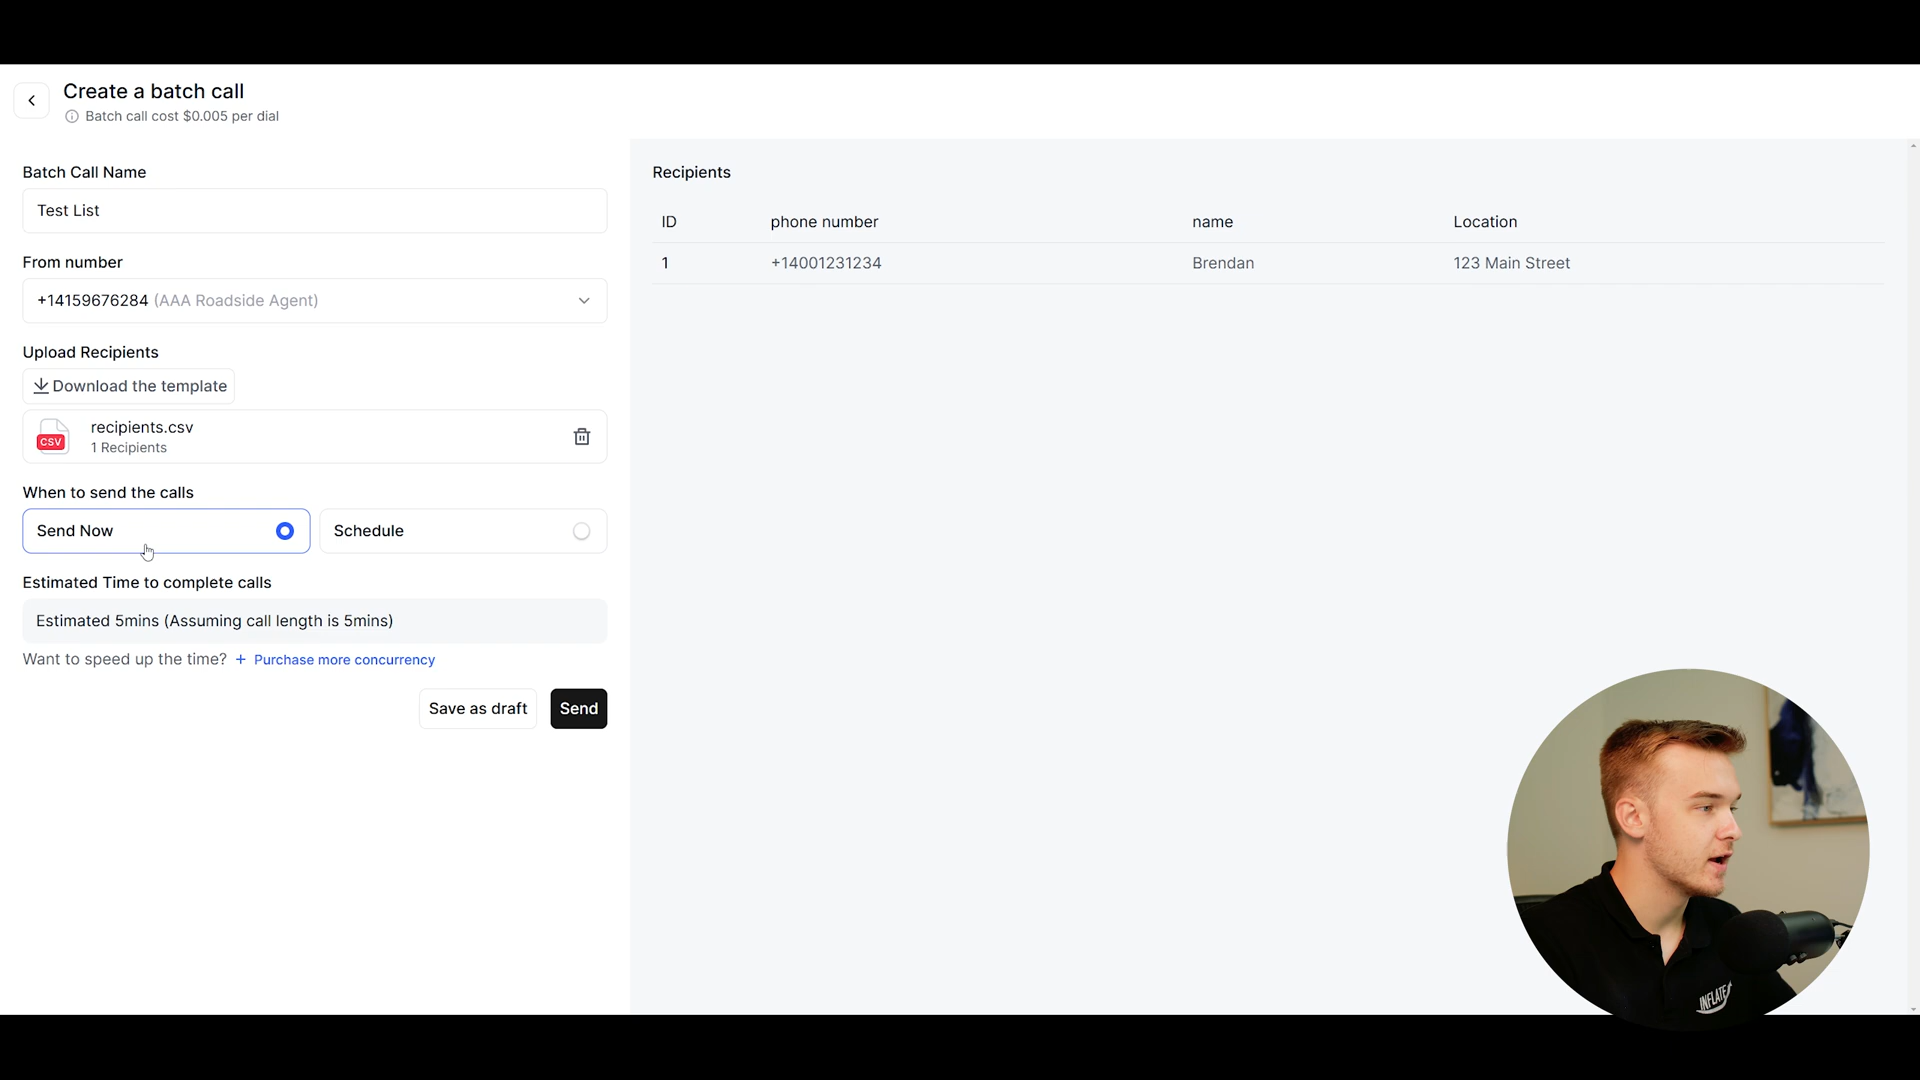 Create a batch call
Batch call cost $0.005 per dial
Batch Call Name
Test List
From number
+14159676284 (AAA Roadside Agent)
Upload Recipients
Download the template
CSV
recipients.csv
1 Recipients
When to send the calls
Send Now
Schedule
Estimated Time to complete calls
Estimated 5mins (Assuming call length is 5mins)
Want to speed up the time? + Purchase more concurrency
Save as draft
Send
Recipients
ID phone number name Location
1 +14001231234 Brendan 123 Main Street
INFLATE